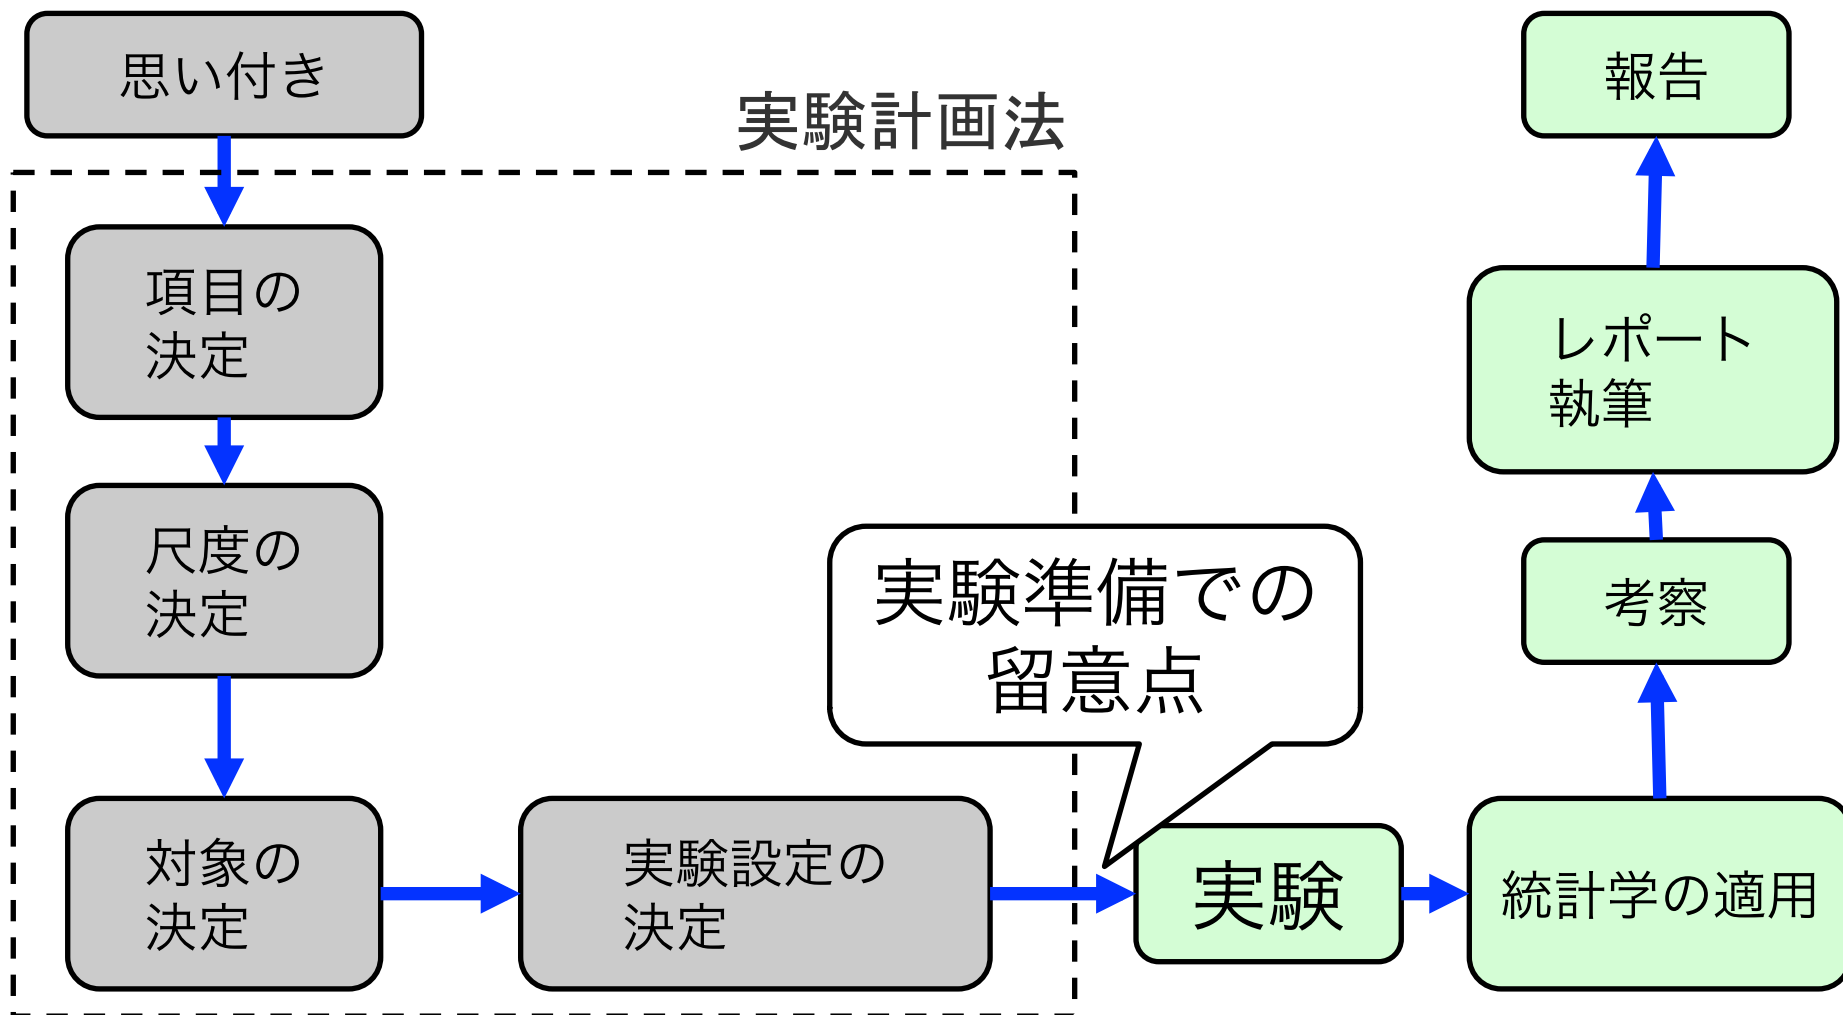 思い付き
実験計画法
項目の
決定
尺度の
決定
対象の
決定
実験設定の
決定
実験準備での
留意点
実験
統計学の適用
考察
レポート
執筆
報告